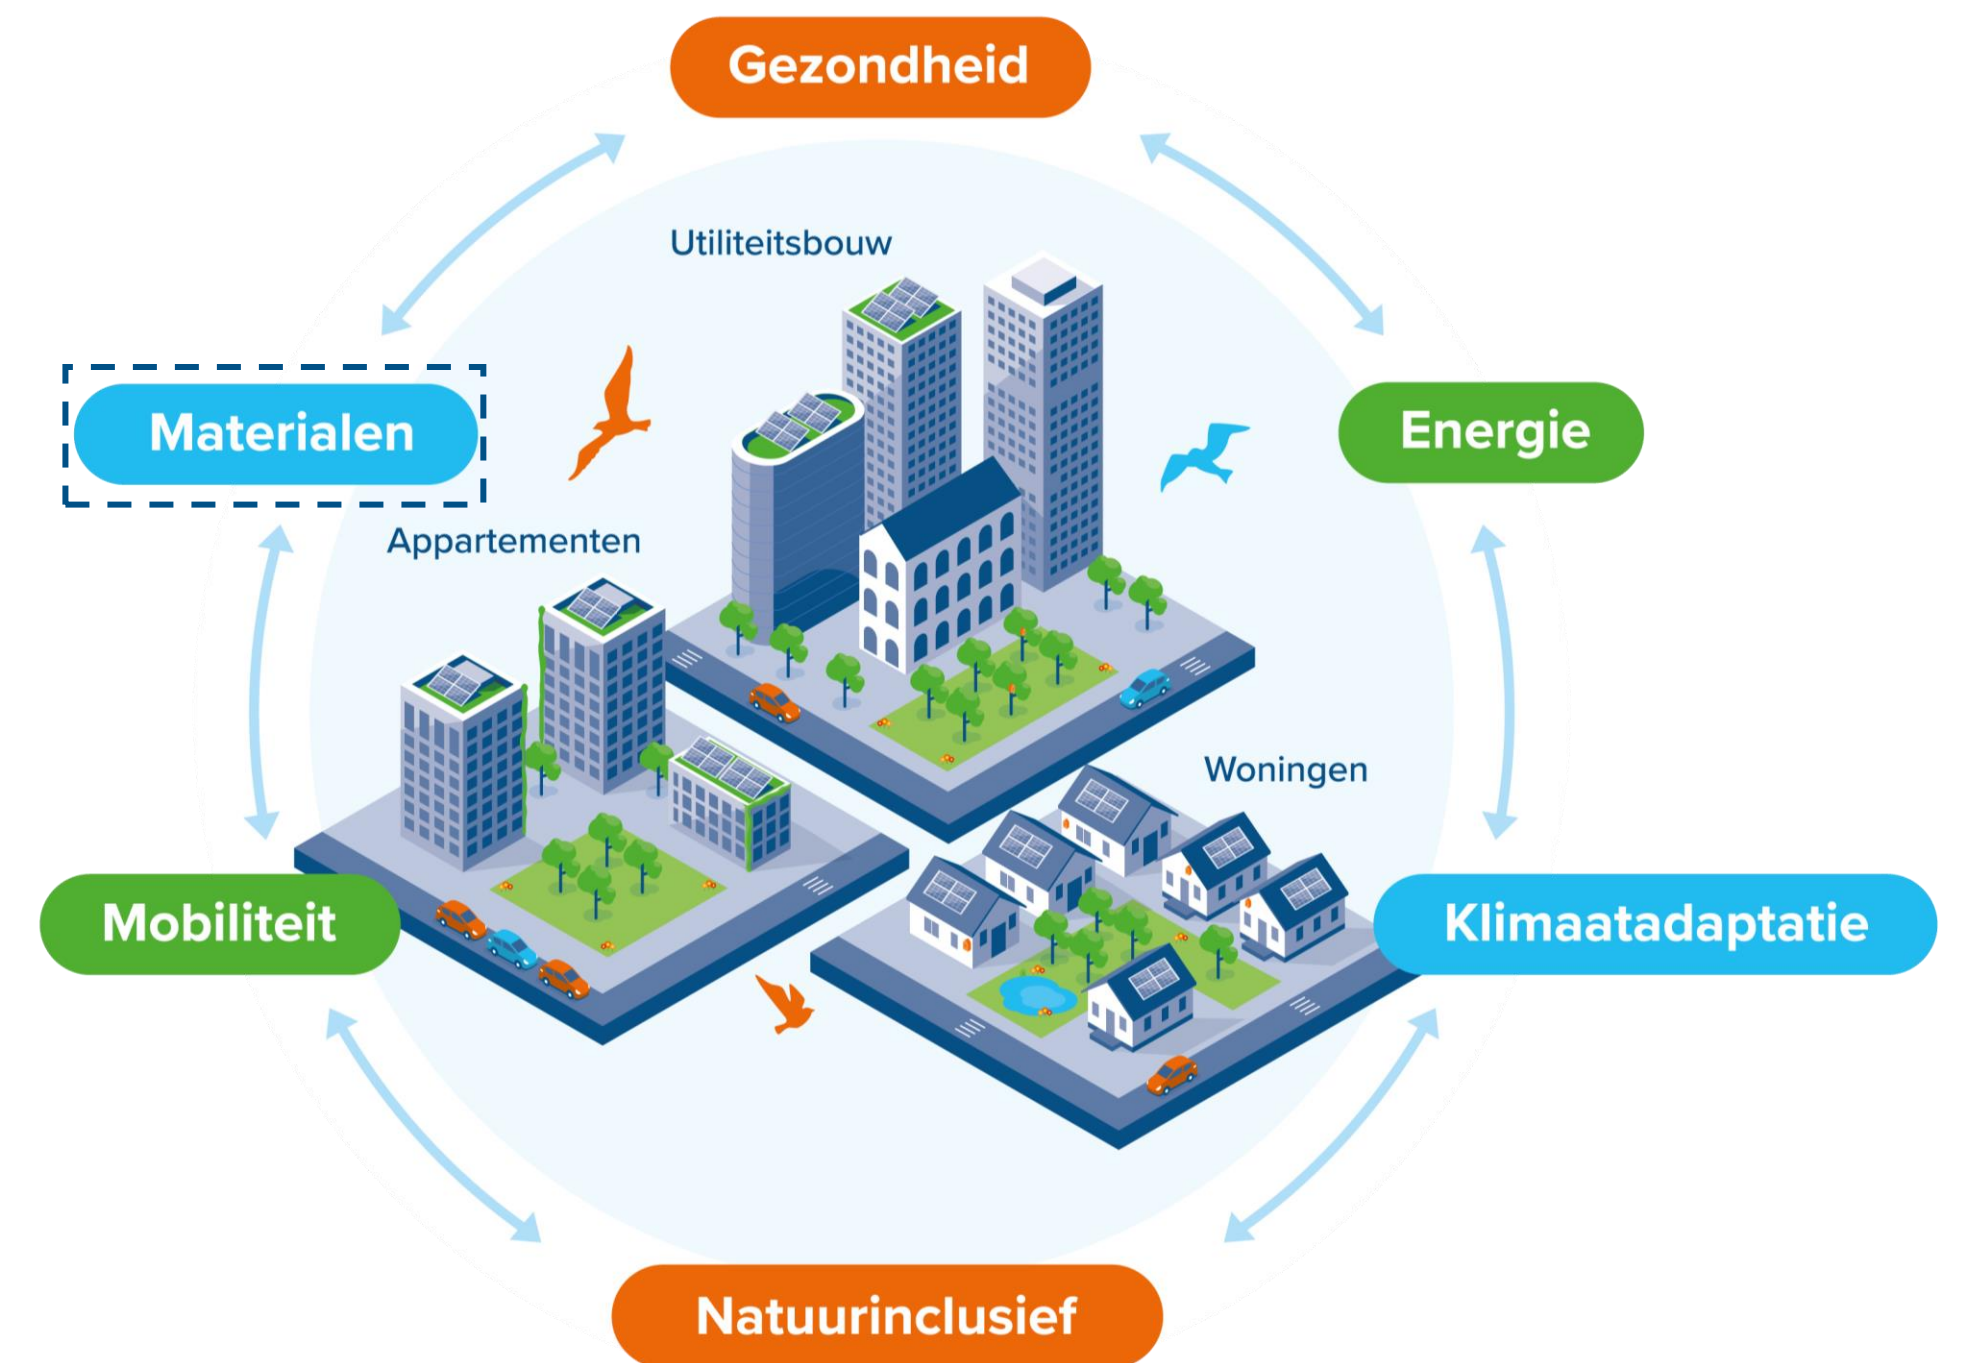 Gezondheid
Utiliteitsbouw
Materialen
Energie
Appartementen
Woningen
Mobiliteit
Klimaatadaptatie
Natuurinclusief